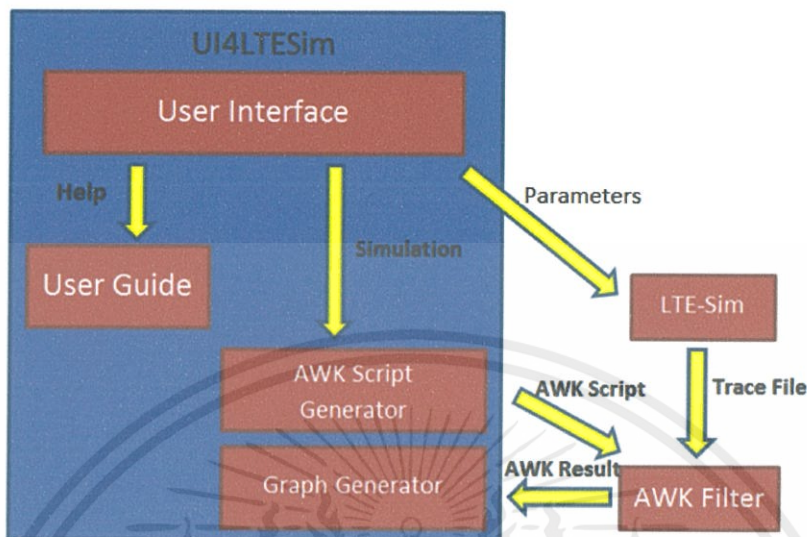 UI4LTESim
User Interface
Help
Parameters
User Guide
Simulation
LTE-Sim
AWK Script
Generator
AWK Script
Trace File
AWK Result
Graph Generator
AWK Filter